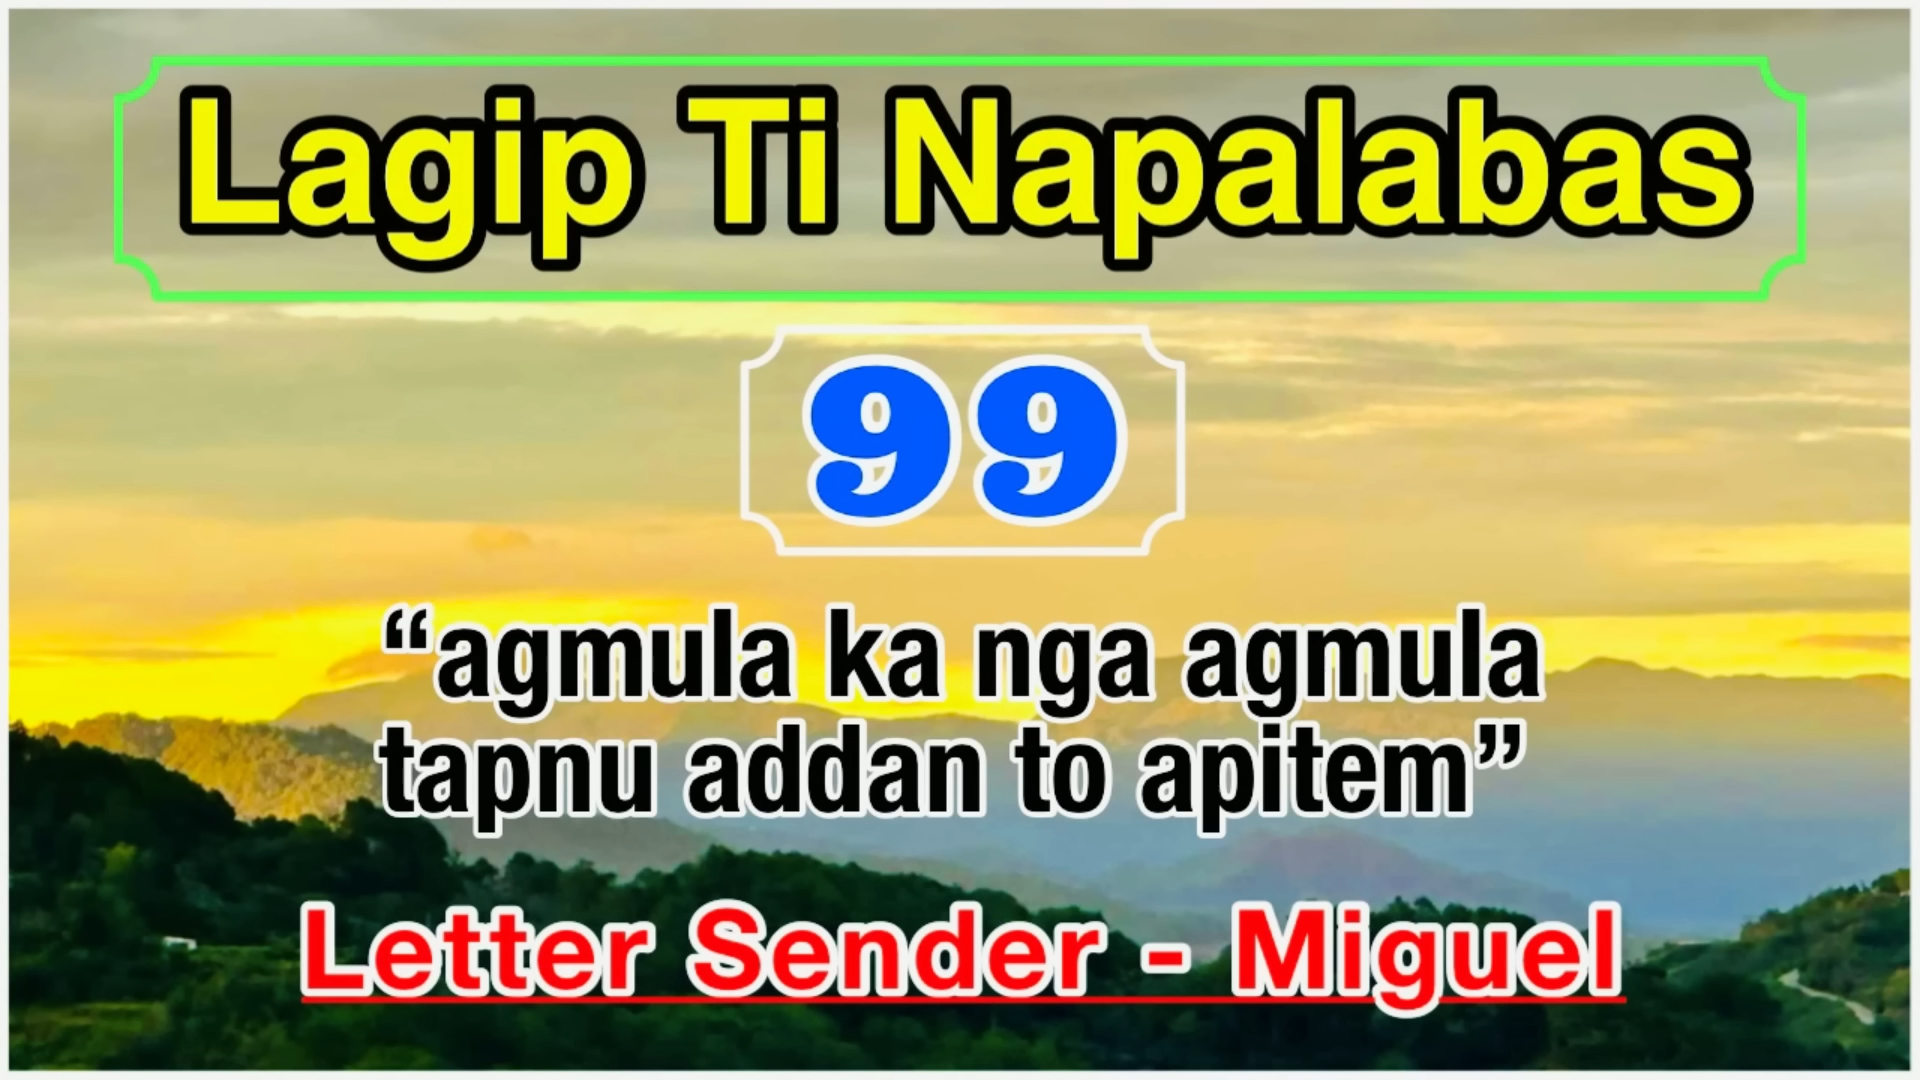 Lagip Ti Napalabas
99
“agmula ka nga agmula
tapnu addan to apitem”
Letter Sender - Miguel